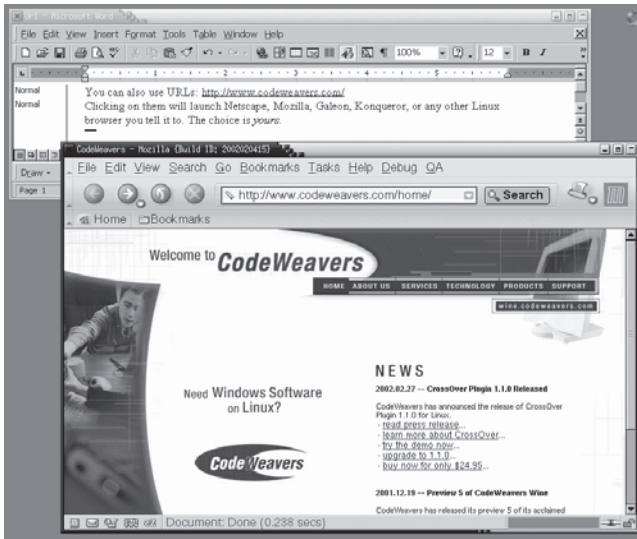 Url - Microsoft Word
File Edit View Insert Format Tools Table Window Help
100%
12
B I
Normal
Normal
You can also use URLs: http://www.codeweavers.com/
Clicking on them will launch Netscape, Mozilla, Galeon, Konqueror, or any other Linux
browser you tell it to. The choice is yours.
Draw
Page 1
CodeWeavers - Mozilla {Build ID: 2002020415}
File Edit View Search Go Bookmarks Tasks Help Debug QA
http://www.codeweavers.com/home/
Search
Home Bookmarks
Welcome to CodeWeavers
HOME ABOUT US SERVICES TECHNOLOGY PRODUCTS SUPPORT
wine.codeweavers.com
Need Windows Software
on Linux?
CodeWeavers
NEWS
2002.02.27 -- CrossOver Plugin 1.1.0 Released
CodeWeavers has announced the release of CrossOver
Plugin 1.1.0 for Linux.
· read press release...
· learn more about CrossOver...
· try the demo now...
· upgrade to 1.1.0...
· buy now for only $24.95...
2001.12.19 -- Preview 5 of CodeWeavers Wine
CodeWeavers has released its preview 5 of its acclaimed
Document: Done (0.238 secs)